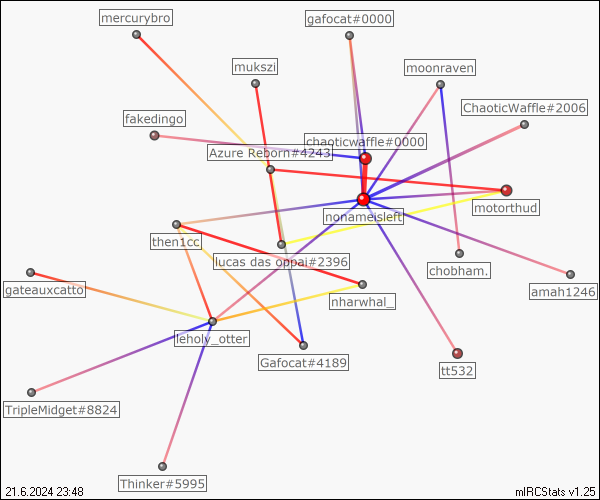 mercurybro
gafocat#0000
mukszi
moonraven
ChaoticWaffle#2006
fakedingo
chaoticwaffle#0000
Azure Reborn#4243
motorthud
nonameisleft
then1cc
lucas das oppai#2396
chobham.
gateauxcatto
nharwhal_
amah1246
leholy_otter
Gafocat#4189
tt532
TripleMidget#8824
Thinker#5995
21.6.2024 23:48
mIRCStats v1.25